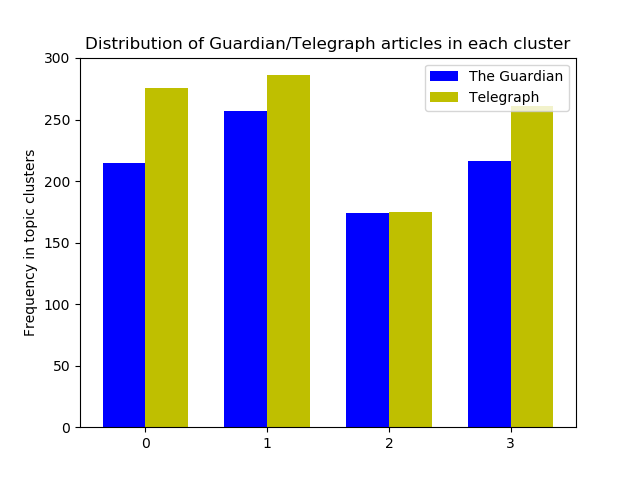 Distribution of Guardian/Telegraph articles in each cluster
The Guardian
Telegraph
Frequency in topic clusters
300
250
200
150
100
50
0
0 1 2 3